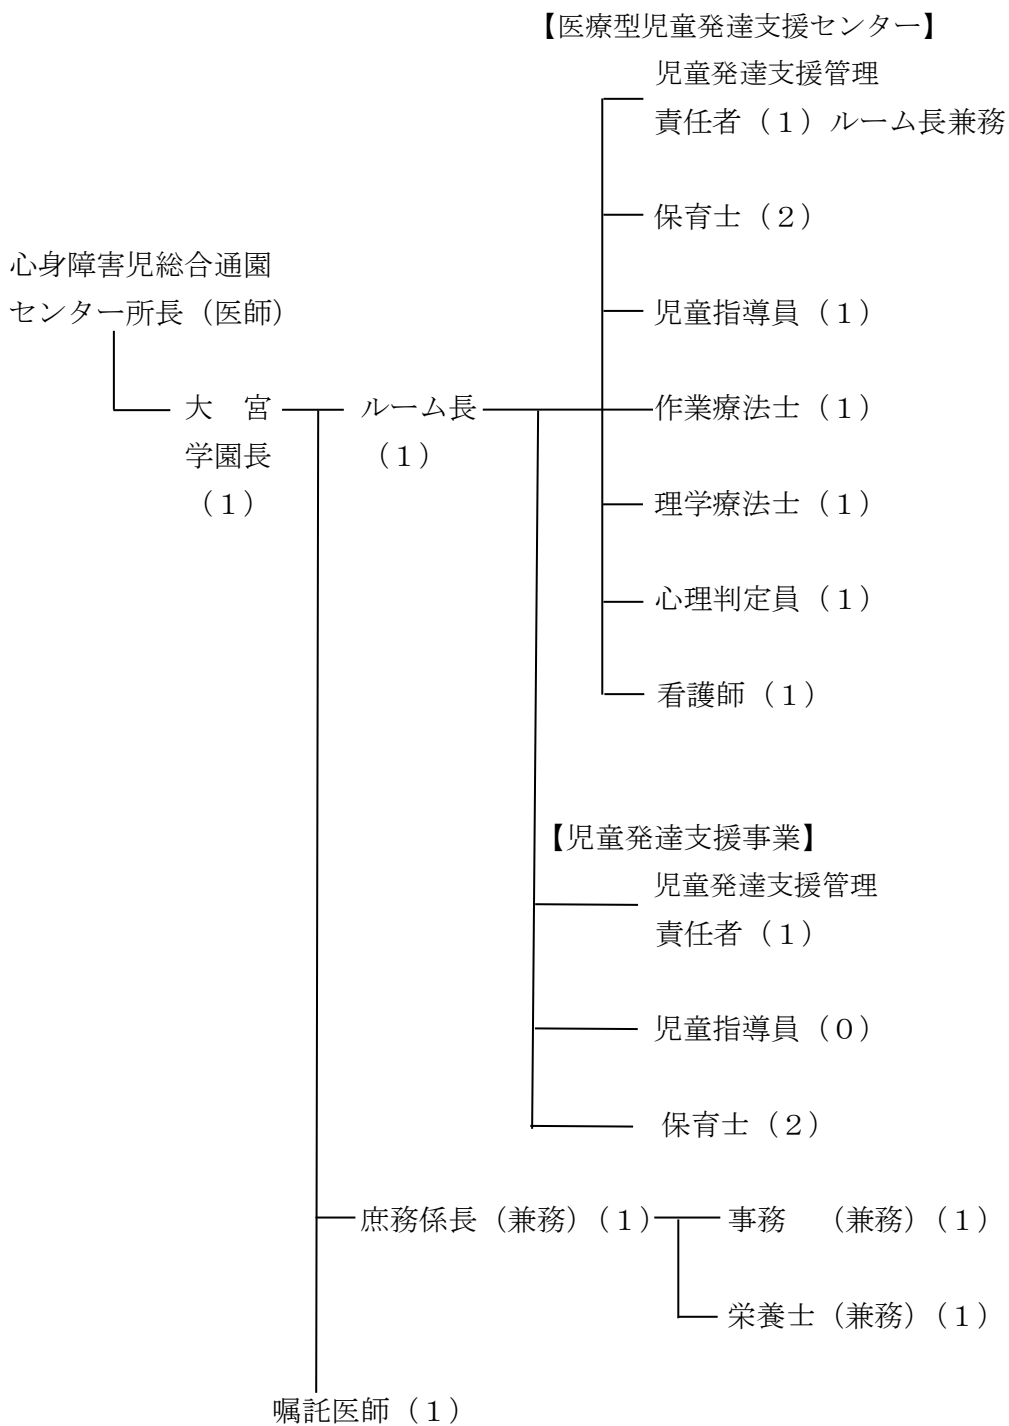 【医療型児童発達支援センター】
児童発達支援管理
責任者（１）ルーム長兼務
保育士（２）
心身障害児総合通園
センター所長（医師）
児童指導員（１）
大　宮
学園長
（１）
ルーム長
（１）
作業療法士（１）
理学療法士（１）
心理判定員（１）
看護師（１）
【児童発達支援事業】
児童発達支援管理
責任者（１）
児童指導員（０）
保育士（２）
庶務係長（兼務）（１）
事務　（兼務）（１）
栄養士（兼務）（１）
嘱託医師（１）